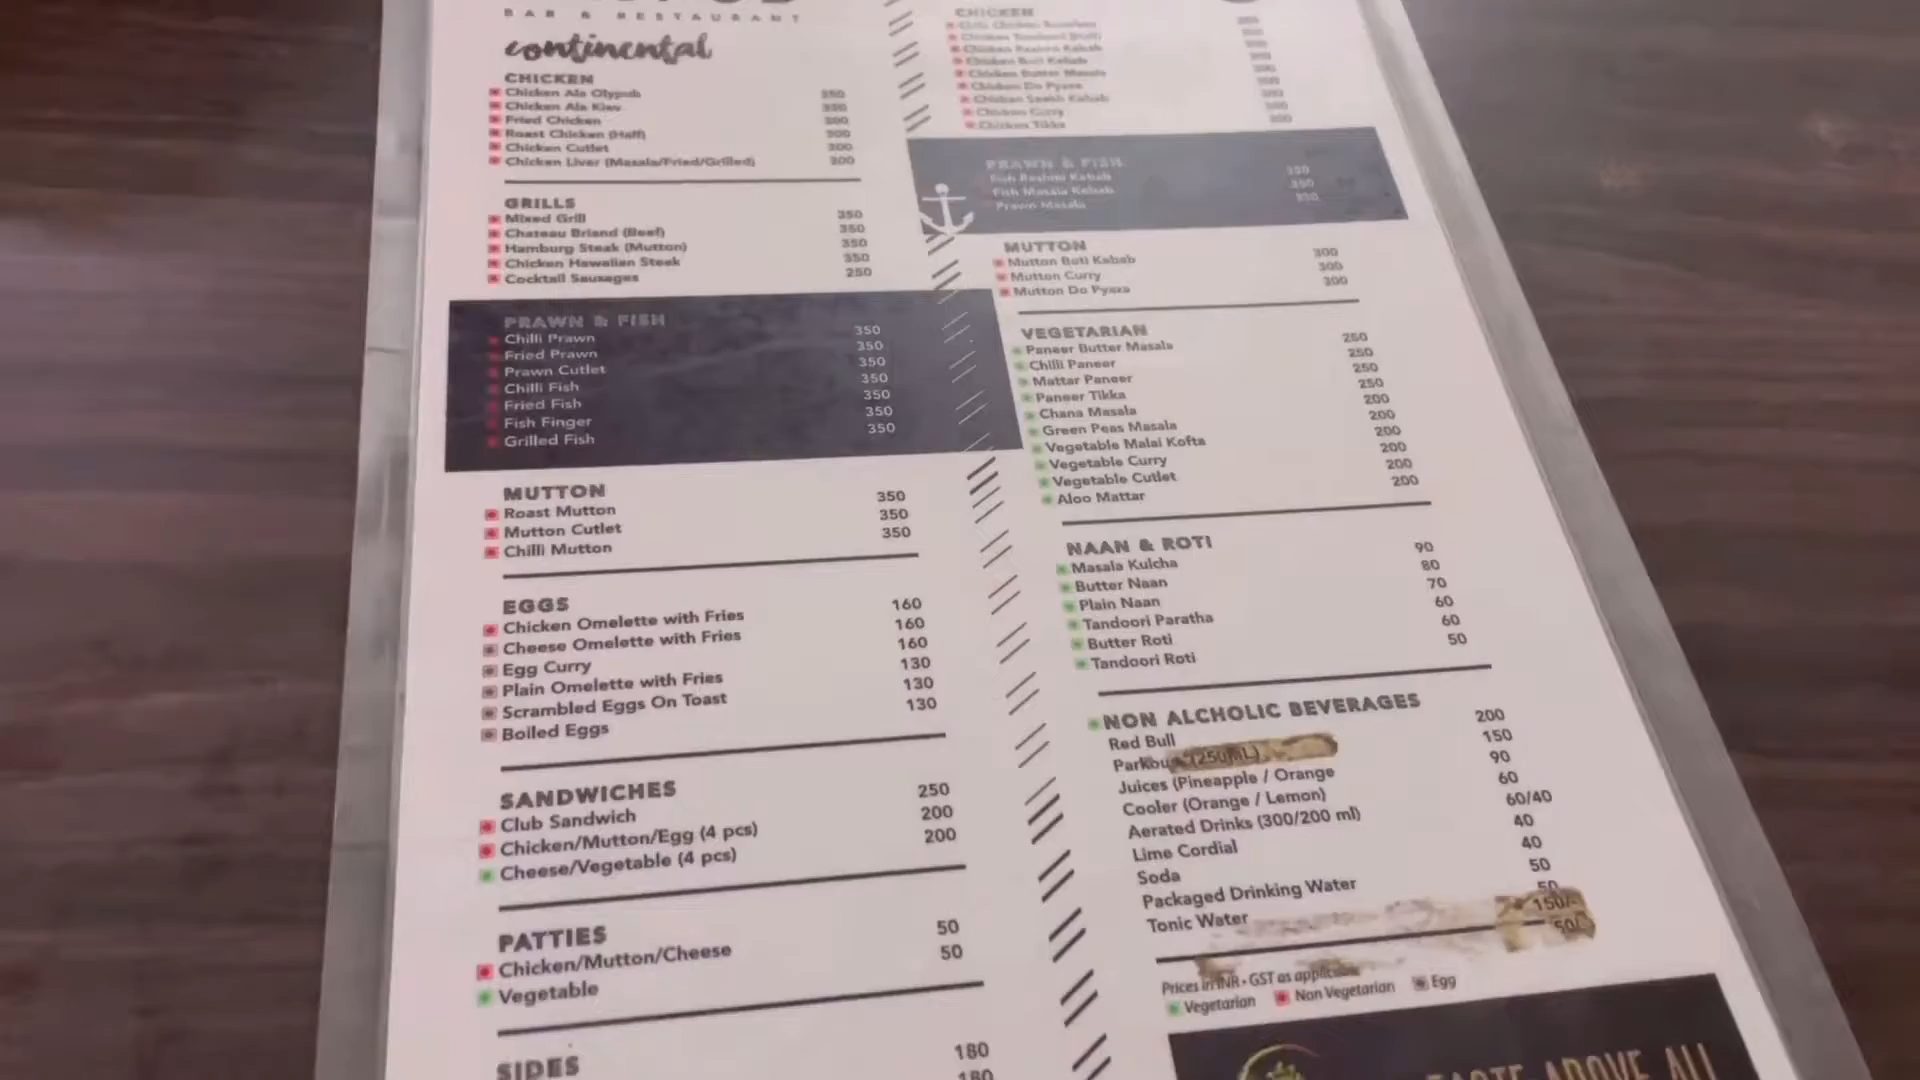 BAR & RESTAURANT
continental
CHICKEN
Chicken Ala Olypub 350
Chicken Ala Kiev 350
Fried Chicken 300
Roast Chicken (Half) 300
Chicken Cutlet 300
Chicken Liver (Masala/Fried/Grilled) 300
GRILLS
Mixed Grill 350
Chateau Briand (Beef) 350
Hamburg Steak (Mutton) 350
Chicken Hawaiian Steak 350
Cocktail Sausages 250
PRAWN & FISH
Chilli Prawn 350
Fried Prawn 350
Prawn Cutlet 350
Chilli Fish 350
Fried Fish 350
Fish Finger 350
Grilled Fish 350
MUTTON
Roast Mutton 350
Mutton Cutlet 350
Chilli Mutton 350
EGGS
Chicken Omelette with Fries 160
Cheese Omelette with Fries 160
Egg Curry 160
Plain Omelette with Fries 130
Scrambled Eggs On Toast 130
Boiled Eggs 130
SANDWICHES
Club Sandwich 250
Chicken/Mutton/Egg (4 pcs) 200
Cheese/Vegetable (4 pcs) 200
PATTIES
Chicken/Mutton/Cheese 50
Vegetable 50
SIDES
180
180
CHICKEN
Chicken Reshmi Kebab
Chicken Boti Kebab
Chicken Butter Masala
Chicken Do Pyaza
Chicken Seekh Kebab
Chicken Curry
Chicken Tikka
PRAWN & FISH
Fish Reshmi Kebab 350
Fish Masala Kebab 350
Prawn Masala 350
MUTTON
Mutton Boti Kabab 300
Mutton Curry 300
Mutton Do Pyaza 300
VEGETARIAN
Paneer Butter Masala 250
Chilli Paneer 250
Mattar Paneer 250
Paneer Tikka 250
Chana Masala 200
Green Peas Masala 200
Vegetable Malai Kofta 200
Vegetable Curry 200
Vegetable Cutlet 200
Aloo Mattar 200
NAAN & ROTI
Masala Kulcha 90
Butter Naan 80
Plain Naan 70
Tandoori Paratha 60
Butter Roti 60
Tandoori Roti 50
NON ALCHOLIC BEVERAGES
Red Bull 200
(250ML) 150
Juices (Pineapple / Orange 90
Cooler (Orange / Lemon) 60
Aerated Drinks (300/200 ml) 60/40
Lime Cordial 40
Soda 40
Packaged Drinking Water 50
Tonic Water 50
150/-
50/-
Prices in INR • GST as
Vegetarian Non Vegetarian Egg
TASTE ABOVE ALL